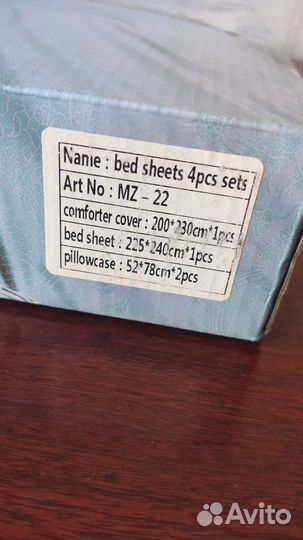 Name : bed sheets 4pcs sets
Art No : MZ - 22
comforter cover : 200*230cm*1pcs
bed sheet : 225*240cm*1pcs
pillowcase : 52*78cm*2pcs
Avito